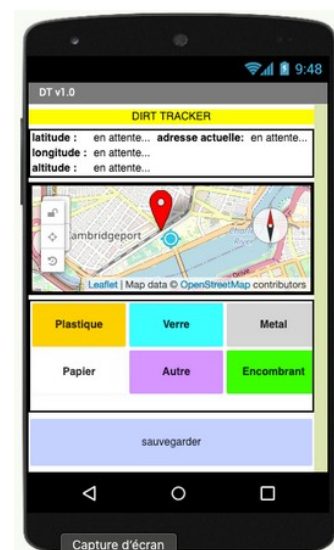 9:48
DT v1.0
DIRT TRACKER
latitude : en attente... adresse actuelle: en attente...
longitude : en attente...
altitude : en attente...
ambridgeport
Leaflet | Map data © OpenStreetMap contributors
Plastique Verre Metal
Papier Autre Encombrant
sauvegarder
Capture d'écran